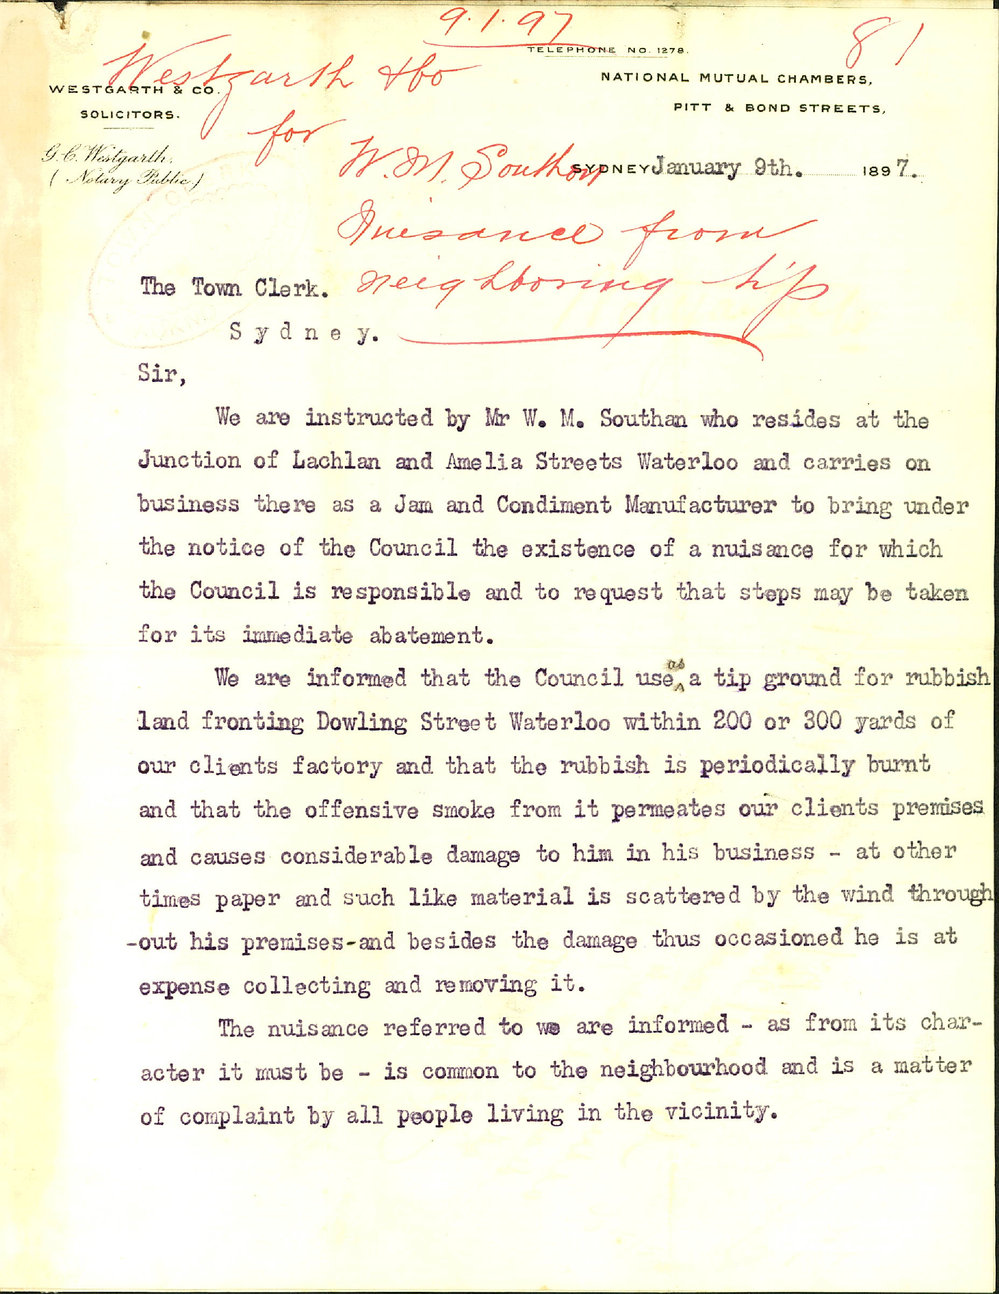 9.1.97
81
TELEPHONE NO. 1278.
Westgarth & Co
WESTGARTH & CO.
SOLICITORS.
NATIONAL MUTUAL CHAMBERS,
PITT & BOND STREETS,
for
G. C. Westgarth.
(Notary Public)
W. M. Southan
SYDNEY January 9th. 1897.
Nuisance from
neighboring tip
The Town Clerk.
Sydney.
Sir,
We are instructed by Mr W. M. Southan who resides at the
Junction of Lachlan and Amelia Streets Waterloo and carries on
business there as a Jam and Condiment Manufacturer to bring under
the notice of the Council the existence of a nuisance for which
the Council is responsible and to request that steps may be taken
for its immediate abatement.
We are informed that the Council use as a tip ground for rubbish
land fronting Dowling Street Waterloo within 200 or 300 yards of
our clients factory and that the rubbish is periodically burnt
and that the offensive smoke from it permeates our clients premises
and causes considerable damage to him in his business - at other
times paper and such like material is scattered by the wind through
-out his premises-and besides the damage thus occasioned he is at
expense collecting and removing it.
The nuisance referred to we are informed - as from its char-
acter it must be - is common to the neighbourhood and is a matter
of complaint by all people living in the vicinity.